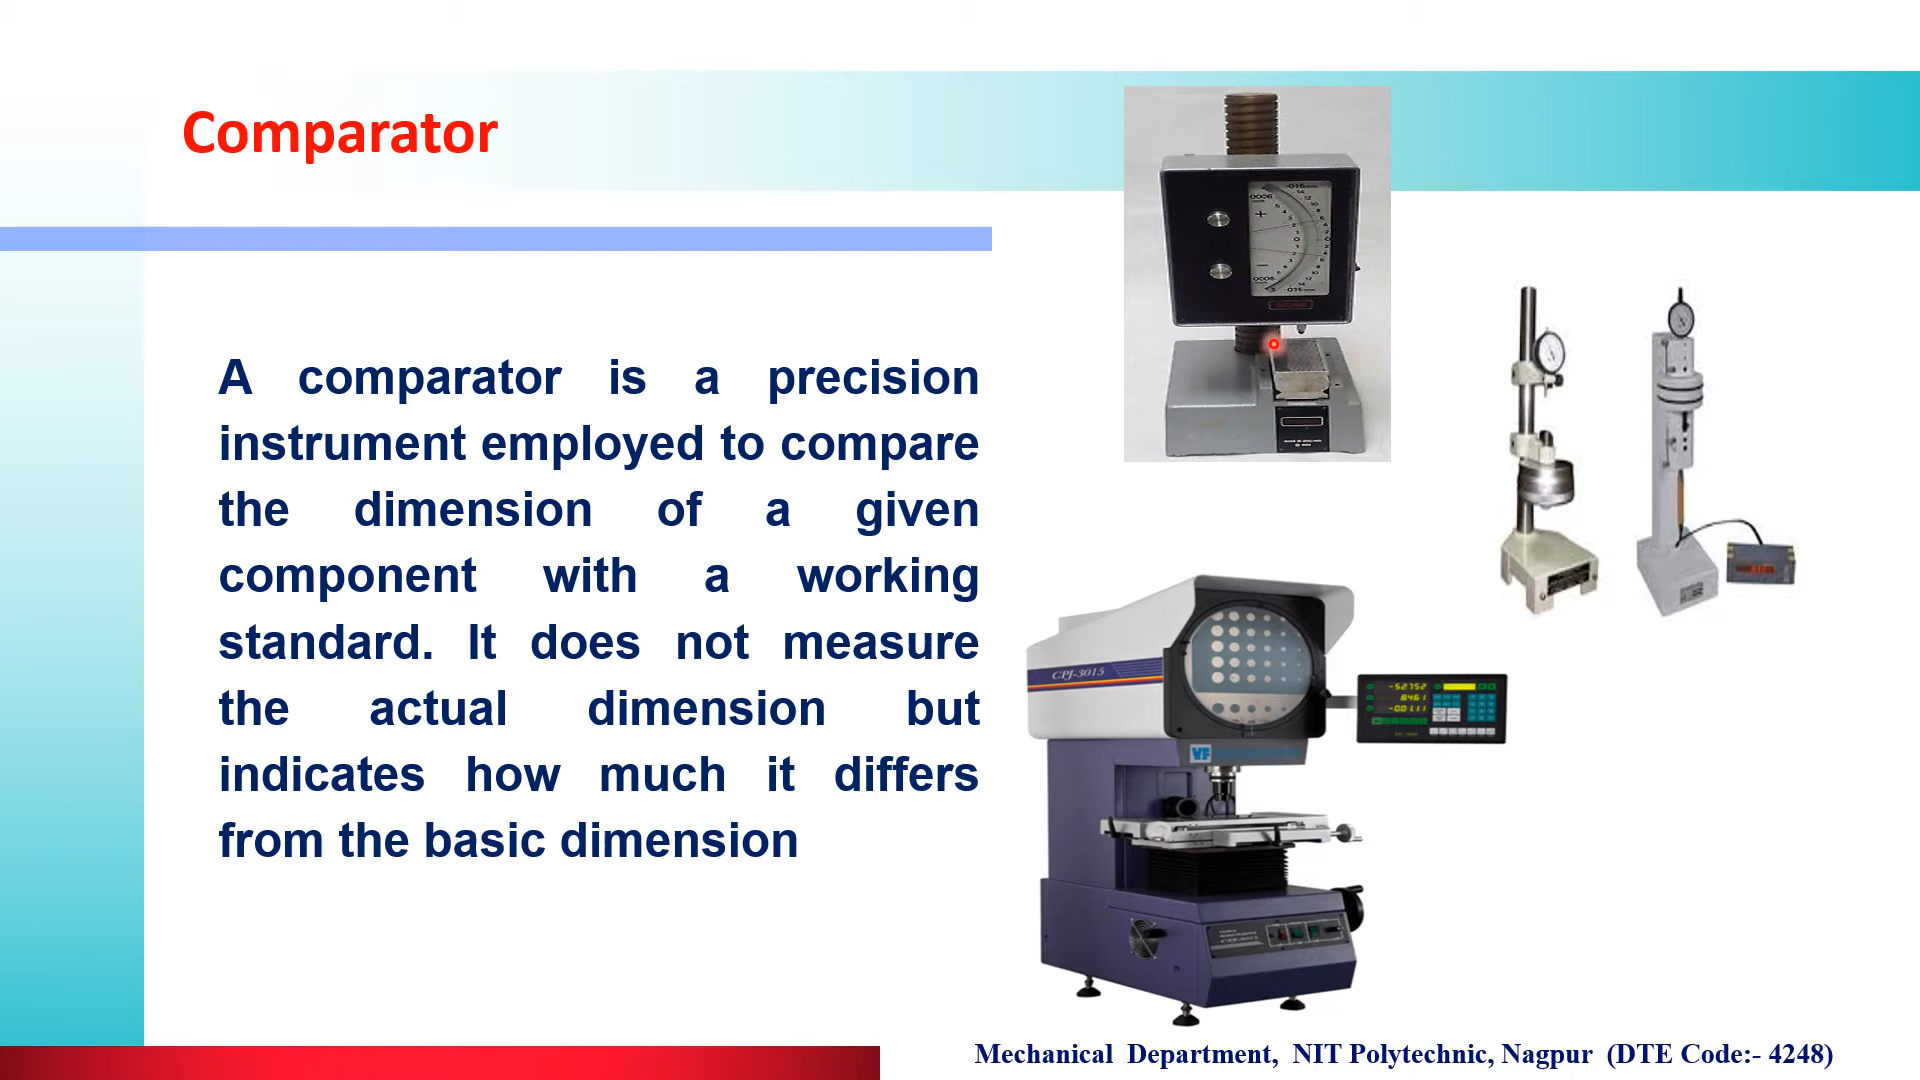 Comparator
A comparator is a precision
instrument employed to compare
the dimension of a given
component with a working
standard. It does not measure
the actual dimension but
indicates how much it differs
from the basic dimension
CPJ-3015
VF
Mechanical Department, NIT Polytechnic, Nagpur (DTE Code:- 4248)